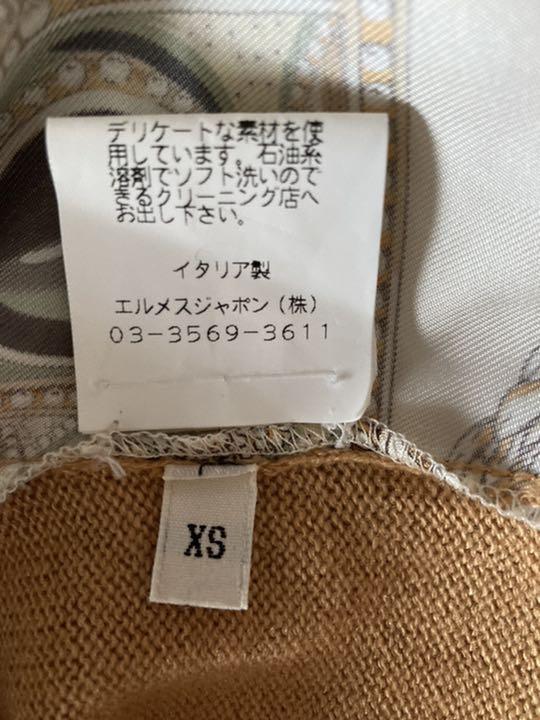 デリケートな素材を使
用しています。石油系
溶剤でソフト洗いので
きるクリーニング店へ
お出し下さい。
イタリア製
エルメスジャポン(株)
03-3569-3611
XS